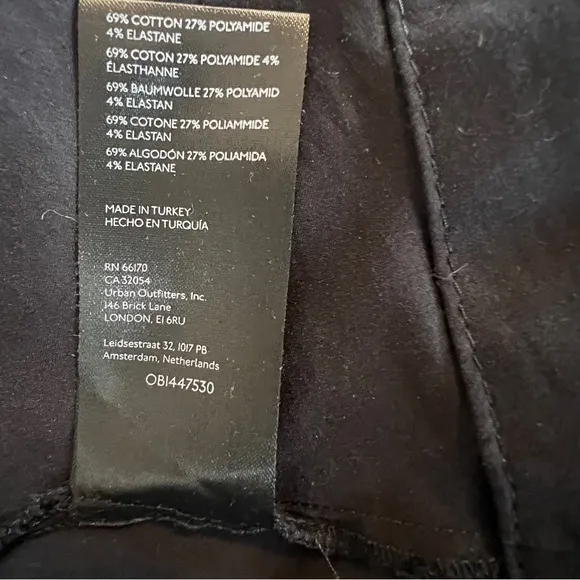 69% COTTON 27% POLYAMIDE
4% ELASTANE
69% COTON 27% POLYAMIDE 4%
ÉLASTHANNE
69% BAUMWOLLE 27% POLYAMID
4% ELASTAN
69% COTONE 27% POLIAMMIDE
4% ELASTAN
69% ALGODÓN 27% POLIAMIDA
4% ELASTANE
MADE IN TURKEY
HECHO EN TURQUÍA
RN 66170
CA 32054
Urban Outfitters, Inc.
146 Brick Lane
LONDON, E1 6RU
Leidsestraat 32, 1017 PB
Amsterdam, Netherlands
OB1447530